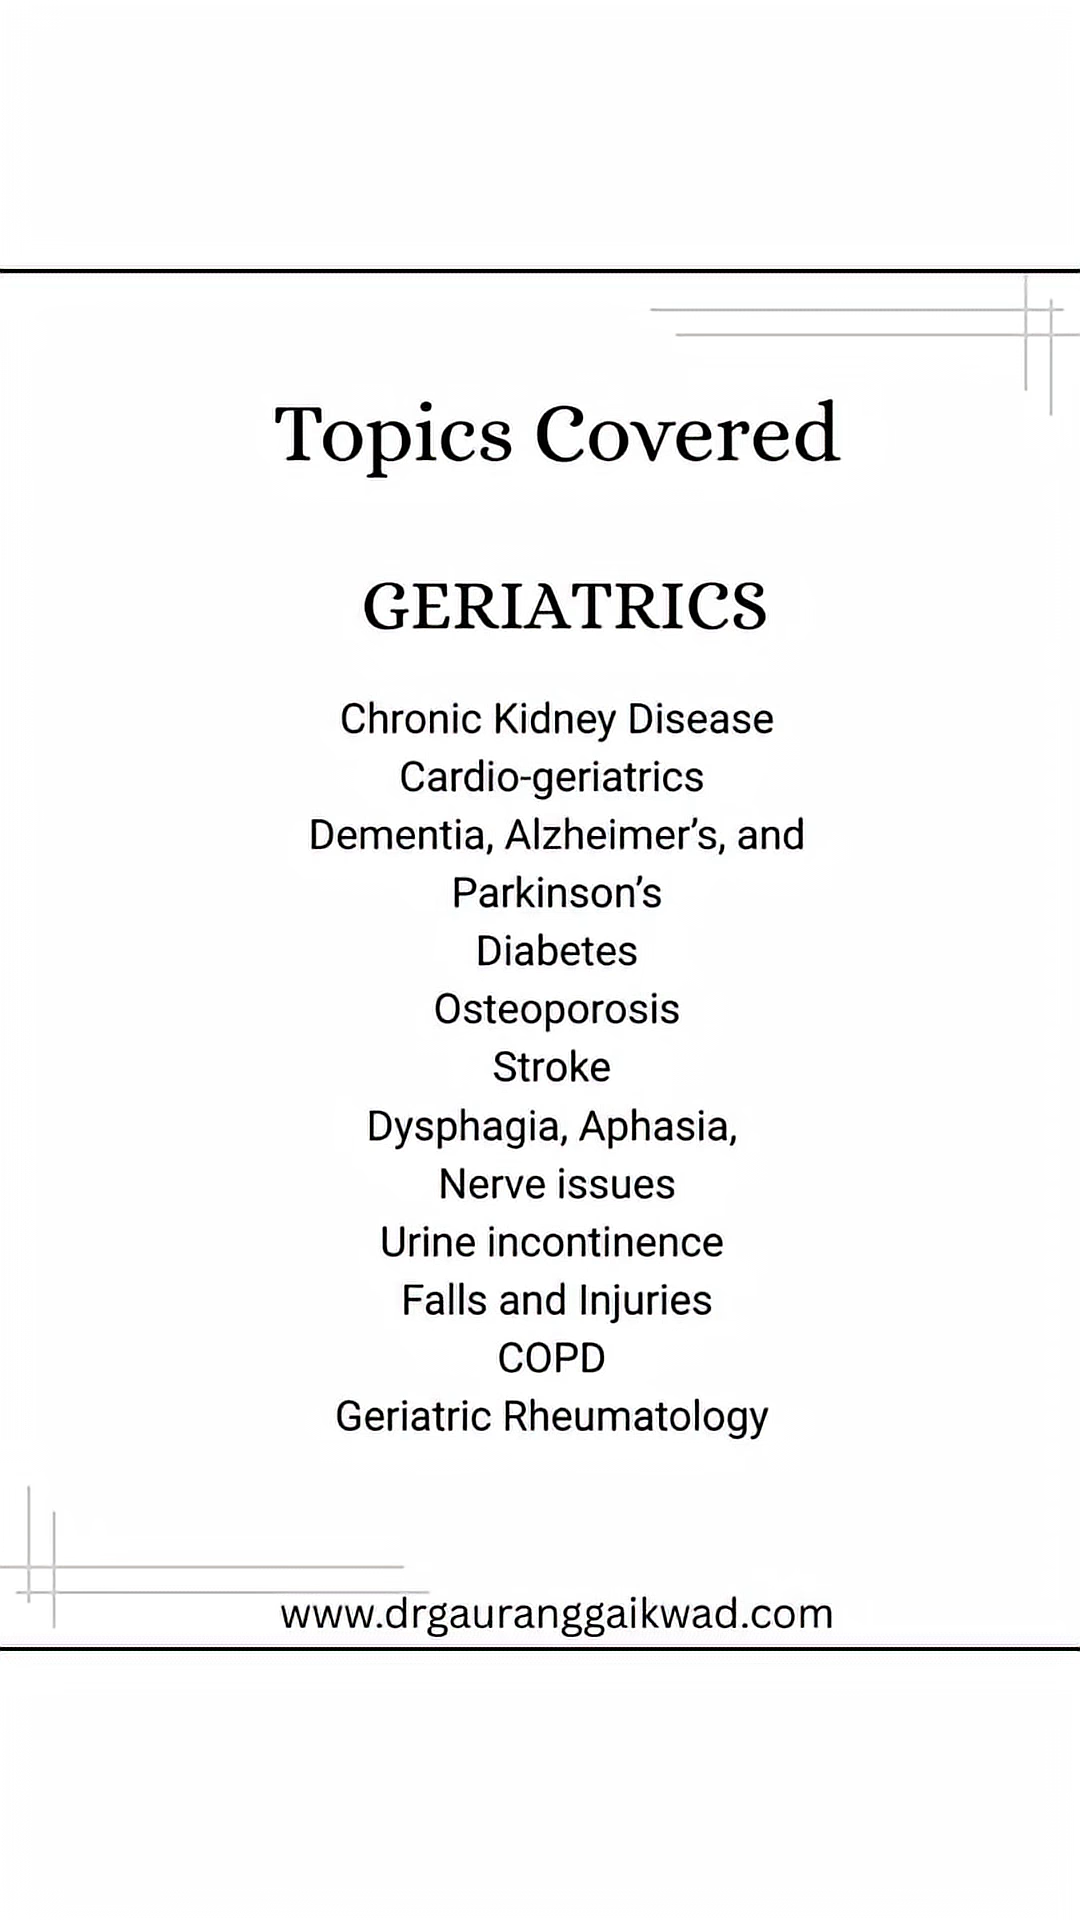 Topics Covered
GERIATRICS
Chronic Kidney Disease
Cardio-geriatrics
Dementia, Alzheimer’s, and
Parkinson’s
Diabetes
Osteoporosis
Stroke
Dysphagia, Aphasia,
Nerve issues
Urine incontinence
Falls and Injuries
COPD
Geriatric Rheumatology
www.drgauranggaikwad.com